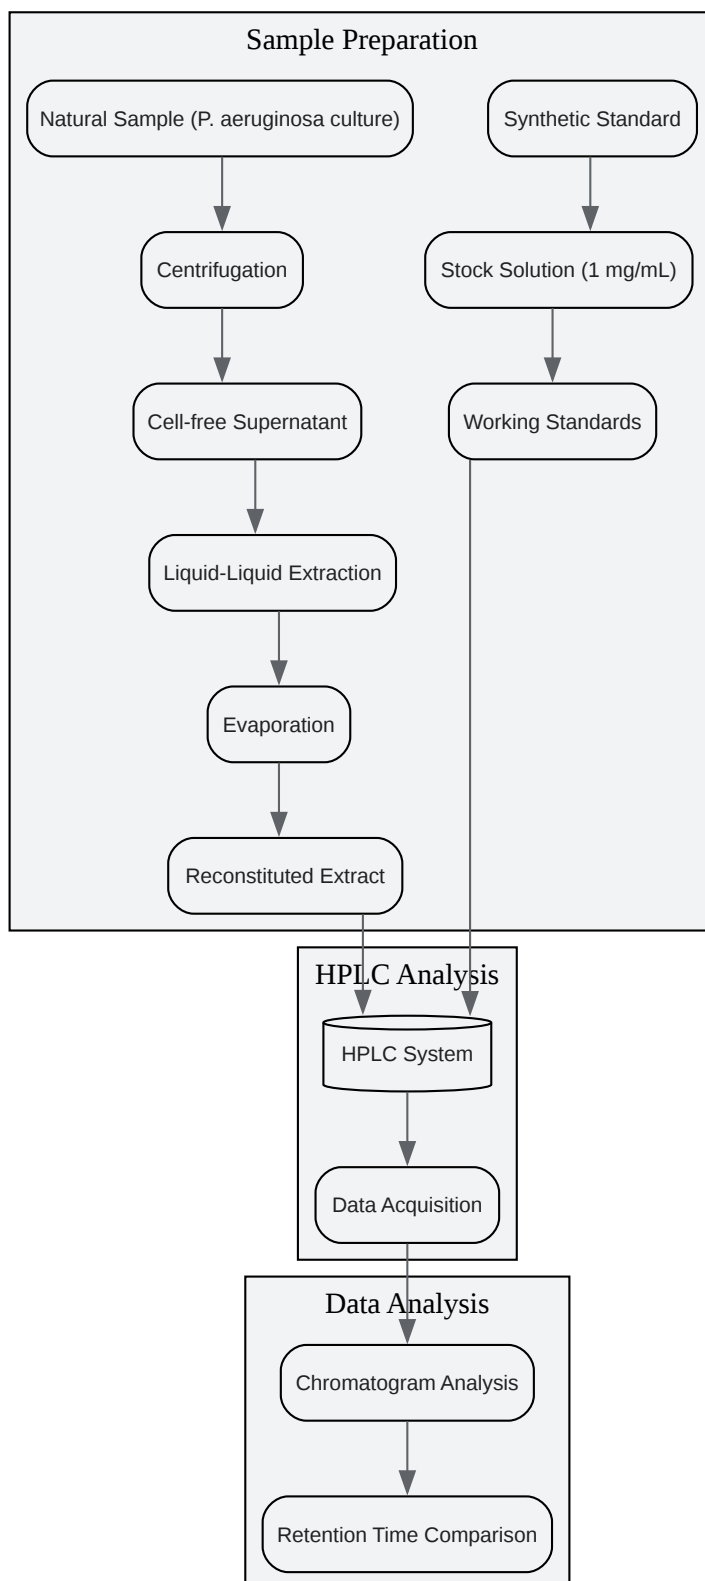 Sample Preparation
Natural Sample (P. aeruginosa culture)
Synthetic Standard
Centrifugation
Stock Solution (1 mg/mL)
Cell-free Supernatant
Working Standards
Liquid-Liquid Extraction
Evaporation
Reconstituted Extract
HPLC Analysis
HPLC System
Data Acquisition
Data Analysis
Chromatogram Analysis
Retention Time Comparison